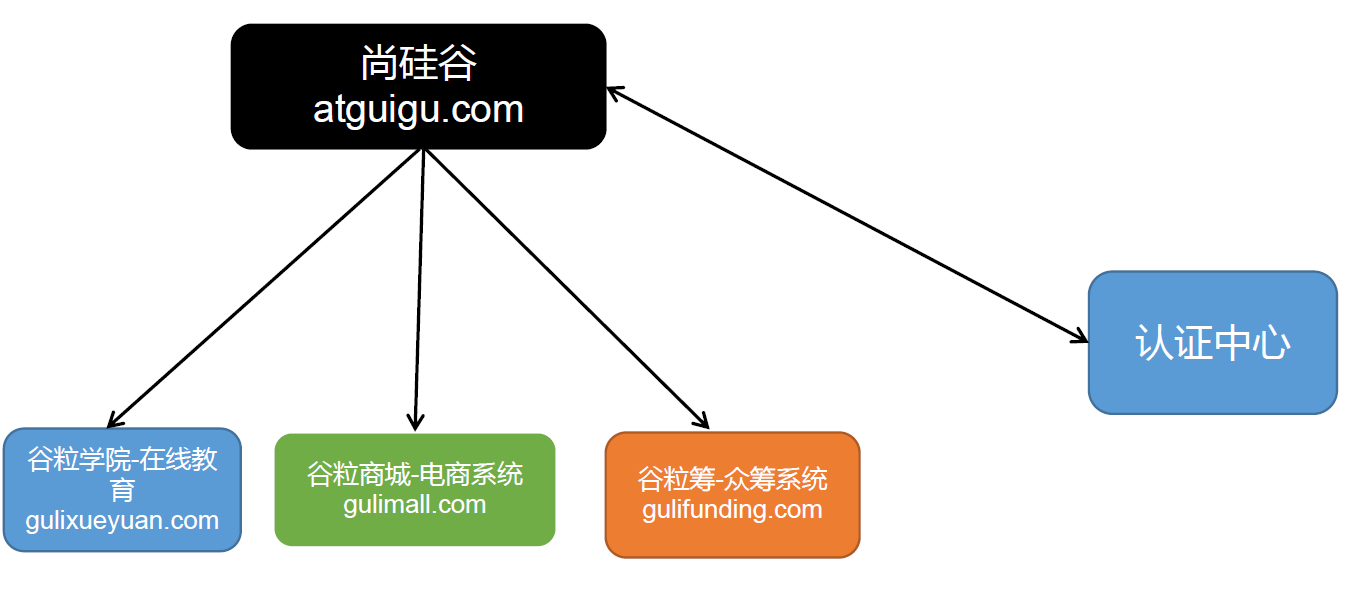 尚硅谷
atguigu.com
认证中心
谷粒学院-在线教
育
gulixueyuan.com
谷粒商城-电商系统
gulimall.com
谷粒筹-众筹系统
gulifunding.com